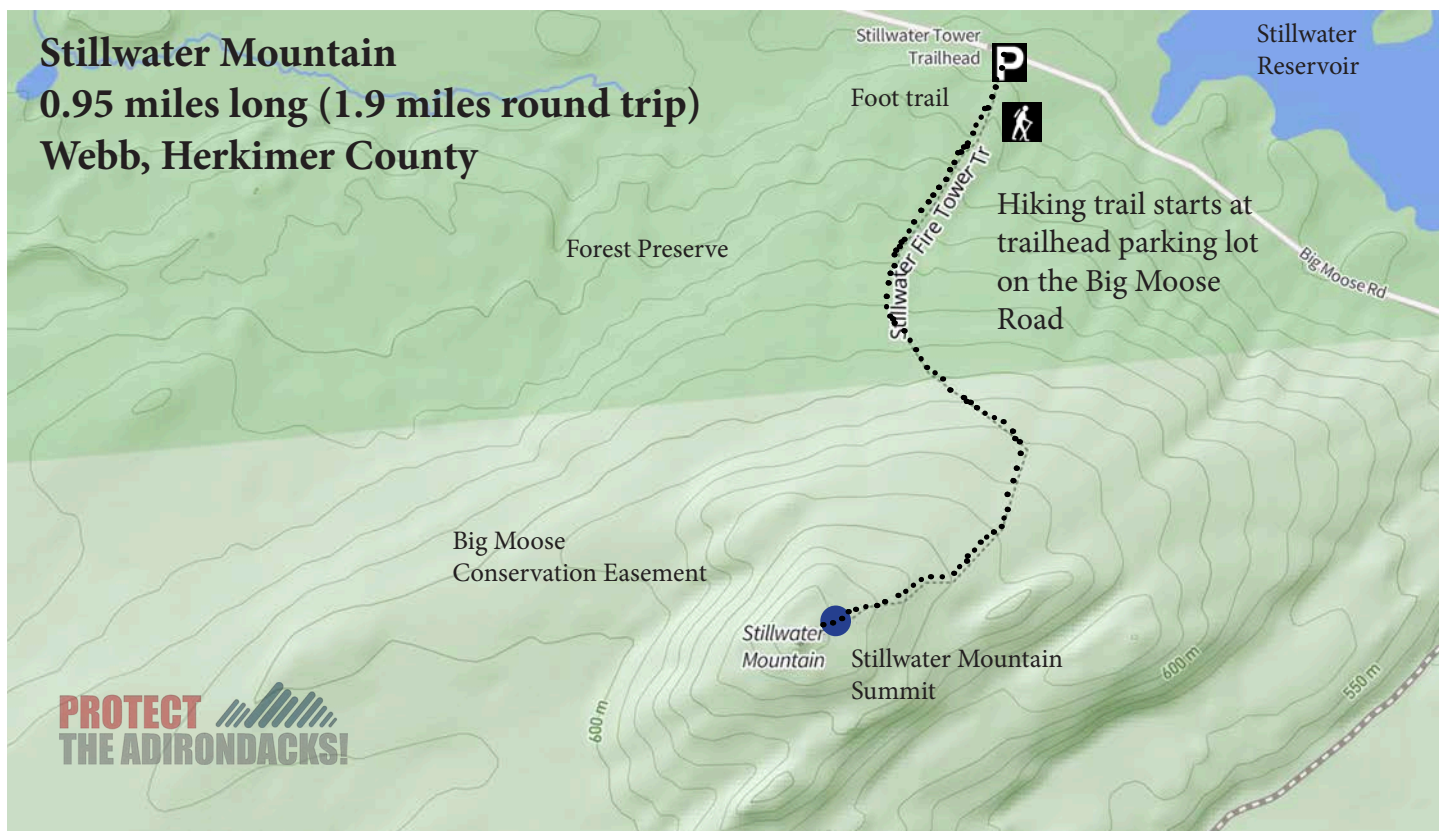 Stillwater Mountain
0.95 miles long (1.9 miles round trip)
Webb, Herkimer County
Stillwater Tower
Trailhead
P
Stillwater
Reservoir
Foot trail
Stillwater Fire Tower Tr
Hiking trail starts at
trailhead parking lot
on the Big Moose
Road
Forest Preserve
Big Moose Rd
Big Moose
Conservation Easement
Stillwater
Mountain
Stillwater Mountain
Summit
600 m
600 m
550 m
PROTECT
THE ADIRONDACKS!